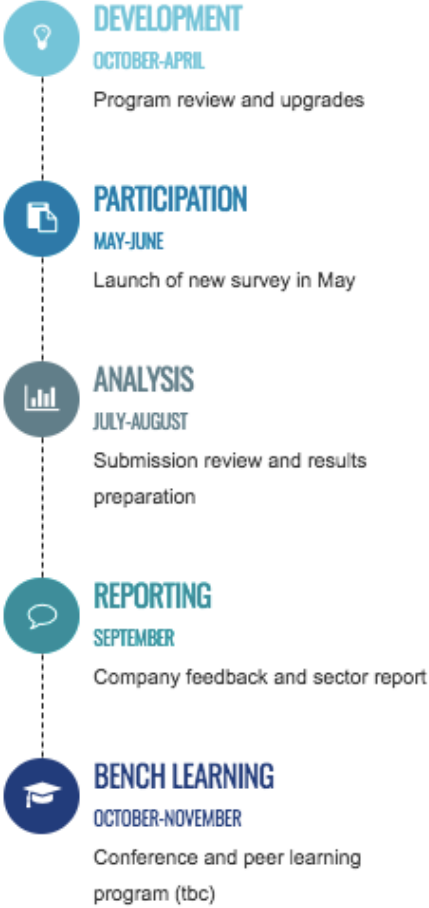 DEVELOPMENT
OCTOBER-APRIL
Program review and upgrades
PARTICIPATION
MAY-JUNE
Launch of new survey in May
ANALYSIS
JULY-AUGUST
Submission review and results
preparation
REPORTING
SEPTEMBER
Company feedback and sector report
BENCH LEARNING
OCTOBER-NOVEMBER
Conference and peer learning
program (tbc)